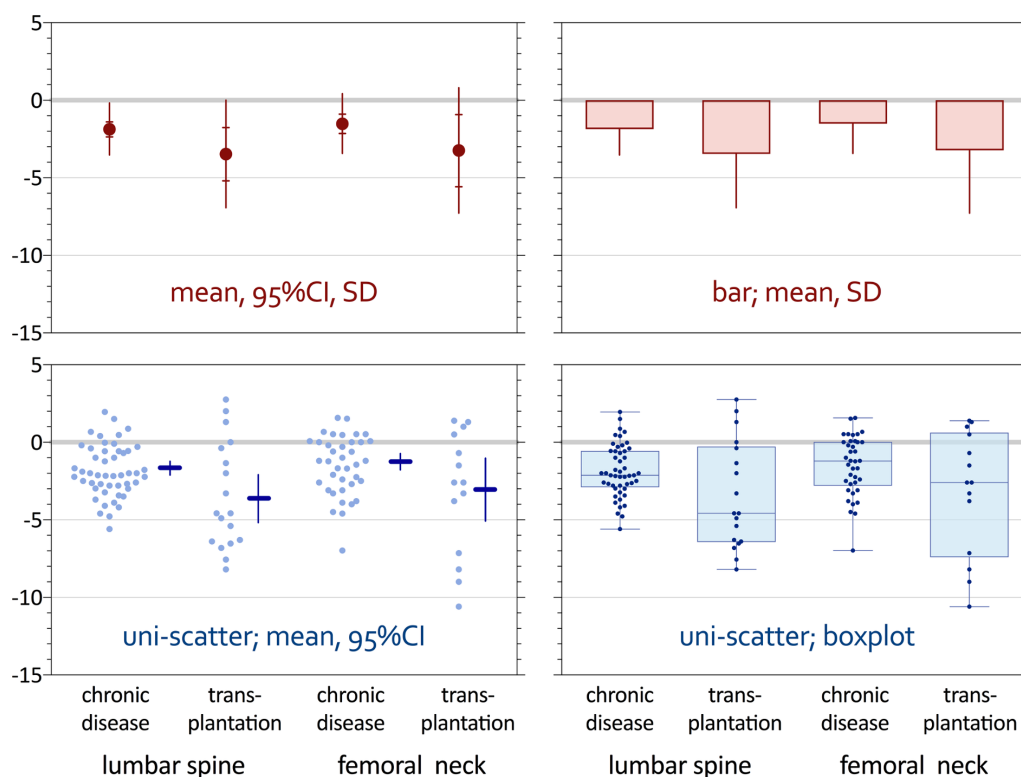 5
0
-5
-10
-15
mean, 95%CI, SD
bar; mean, SD
5
0
-5
-10
-15
uni-scatter; mean, 95%CI
uni-scatter; boxplot
chronic disease
trans-plantation
chronic disease
trans-plantation
chronic disease
trans-plantation
chronic disease
trans-plantation
lumbar spine
femoral neck
lumbar spine
femoral neck